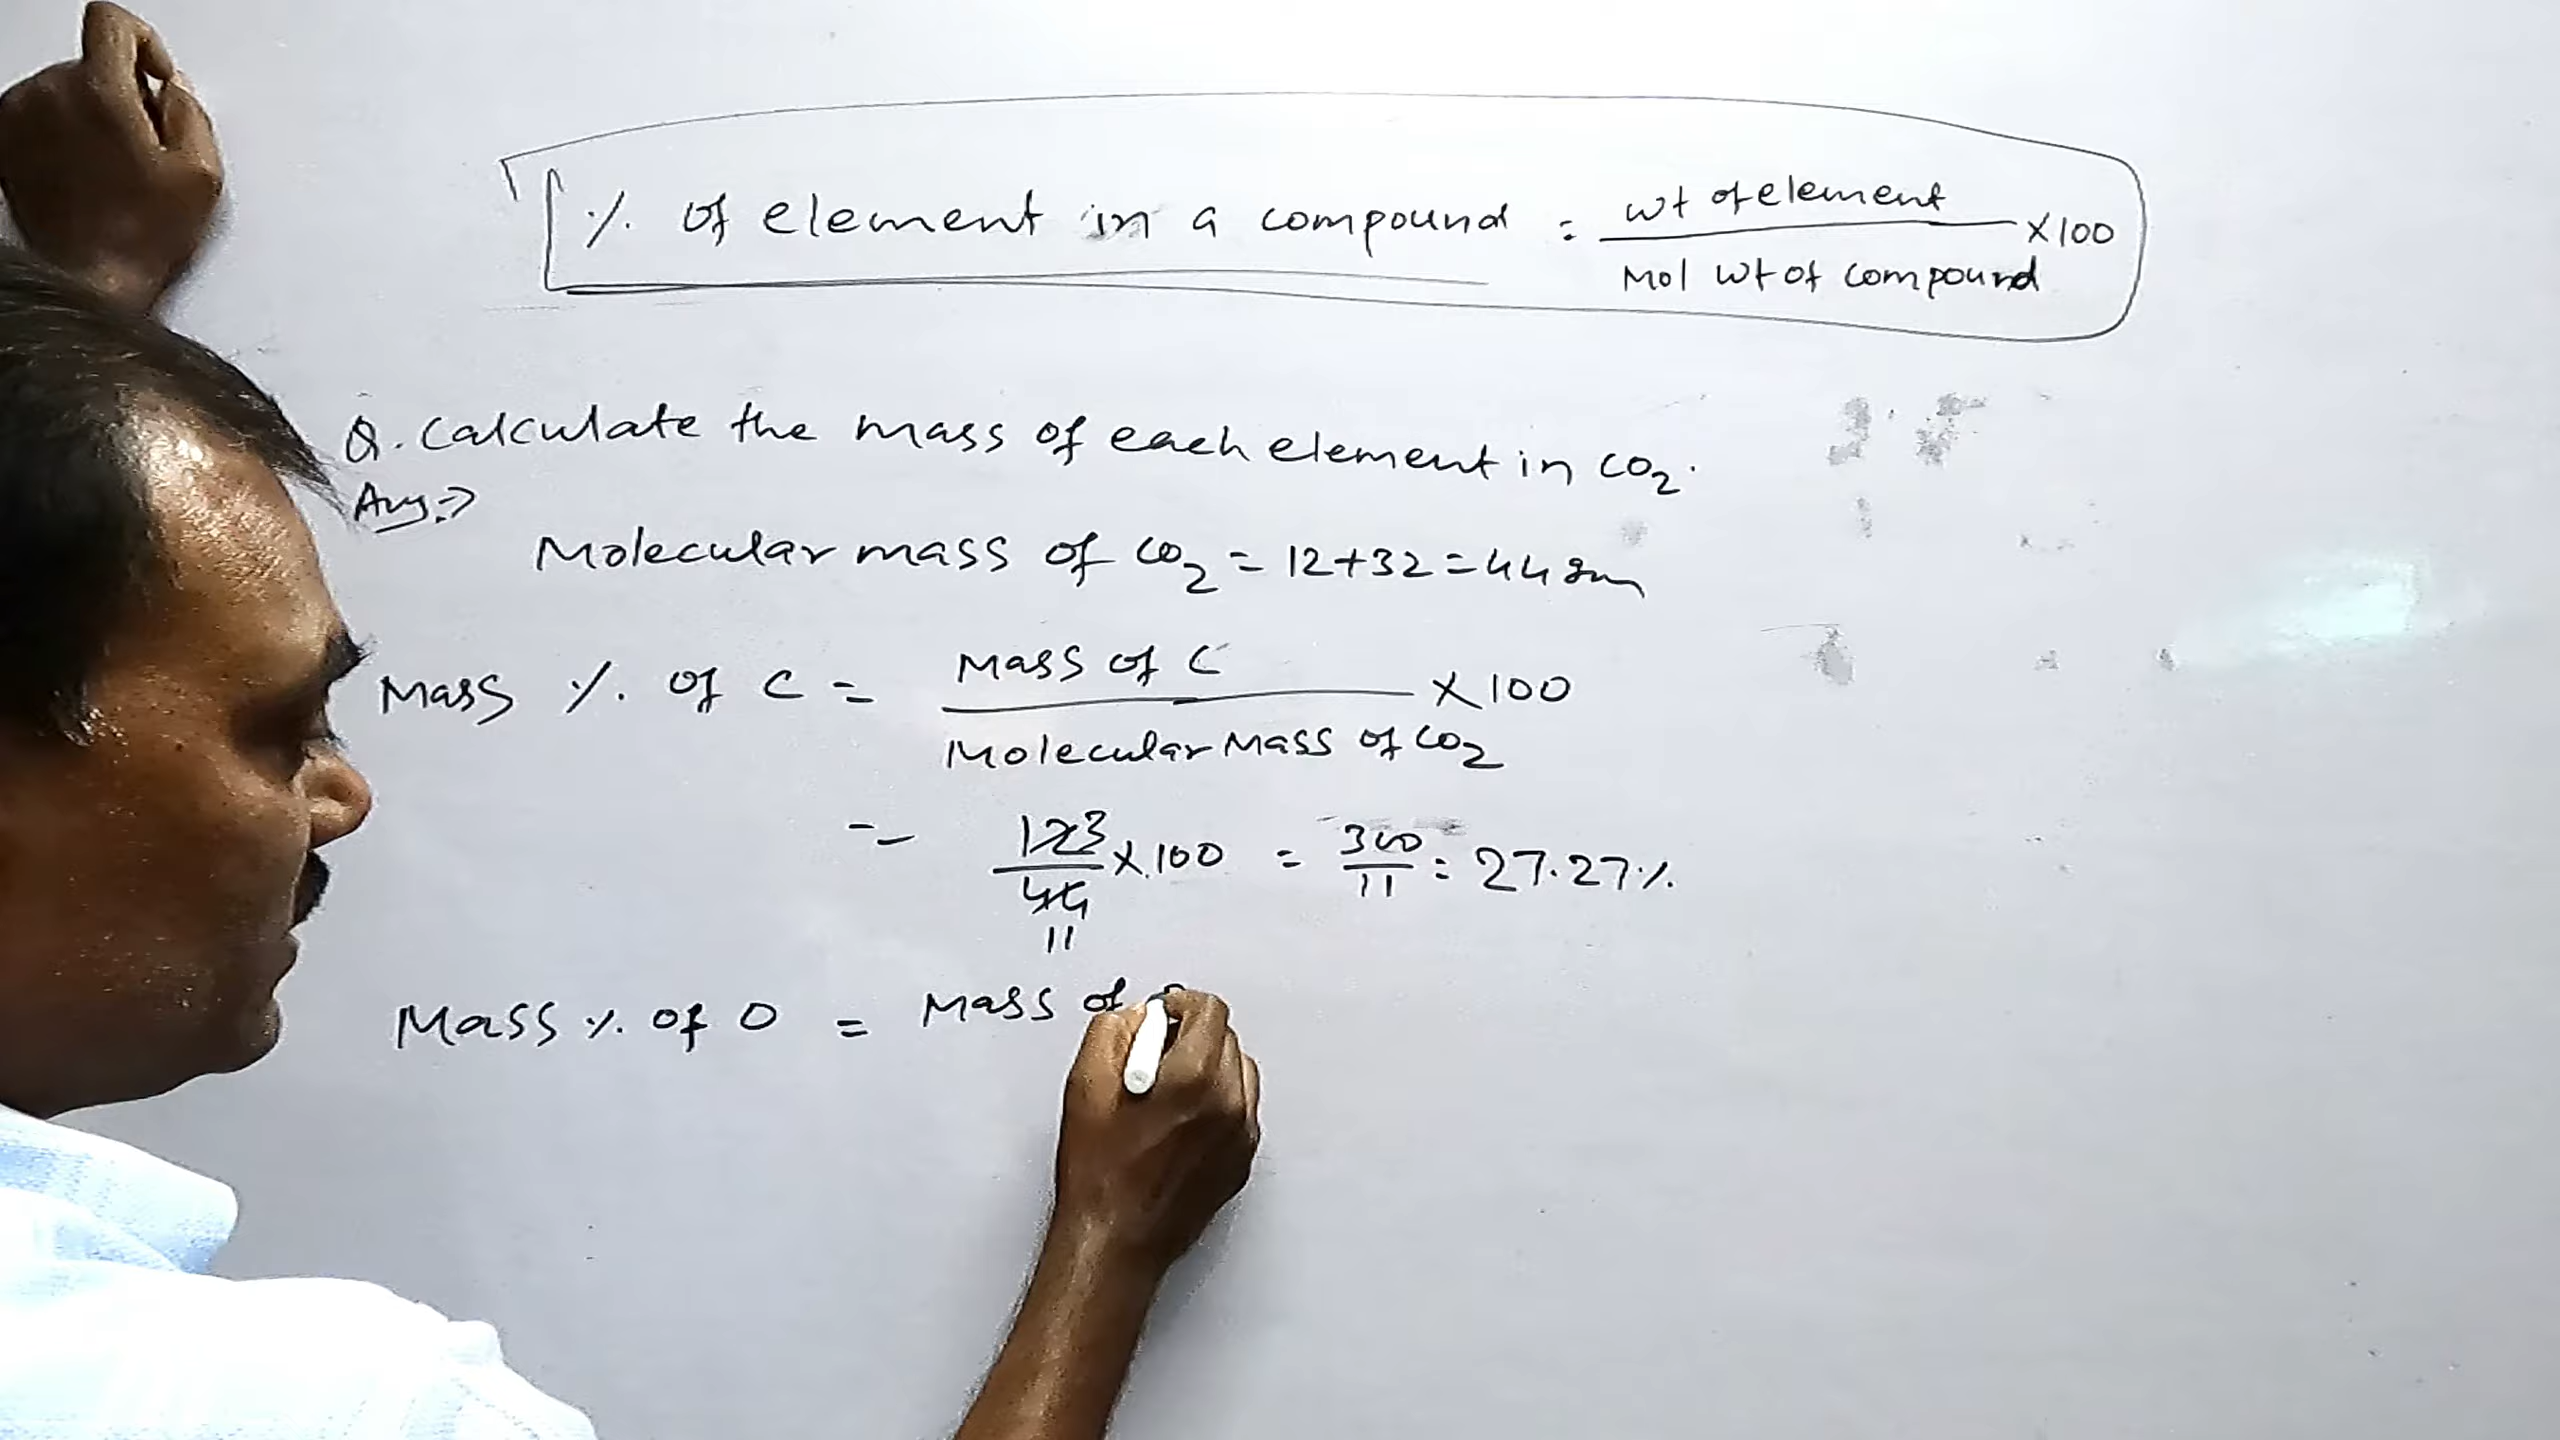 % of element in a compound = wt of element / Mol wt of compound ×100
Q. Calculate the mass of each element in CO2.
Ans:→
Molecular mass of CO2 = 12+32 = 44 gm
Mass % of C = Mass of C / Molecular Mass of CO2 ×100
= 12 3 / 44 11 ×100 = 300/11 = 27.27%
Mass % of O = Mass of